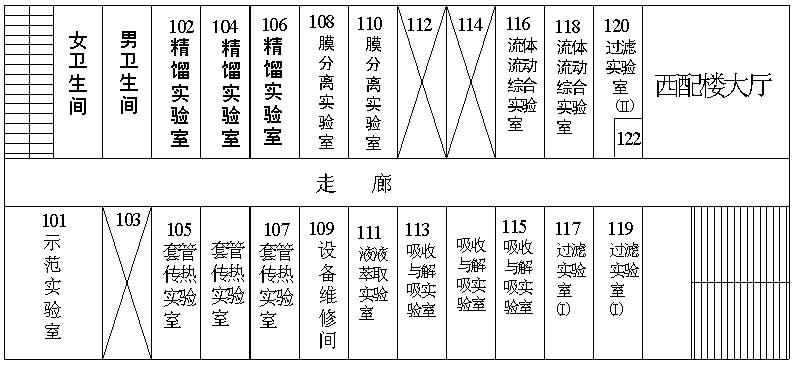 女卫生间
男卫生间
102
精馏实验室
104
精馏实验室
106
精馏实验室
108
膜分离实验室
110
膜分离实验室
112
114
116
流体
流动
综合
实验
室
118
流体
流动
综合
实验
室
120
过滤
实验
室
(II)
122
西配楼大厅
走廊
101
示范实验室
103
105
套管
传热
实验
室
套管
传热
实验
室
107
套管
传热
实验
室
109
设备维修间
111
液液
萃取
实验
室
113
吸收
与解
吸实
验室
吸收
与解
吸实
验室
115
吸收
与解
吸实
验室
117
过滤
实验
室
(I)
119
过滤
实验
室
(I)